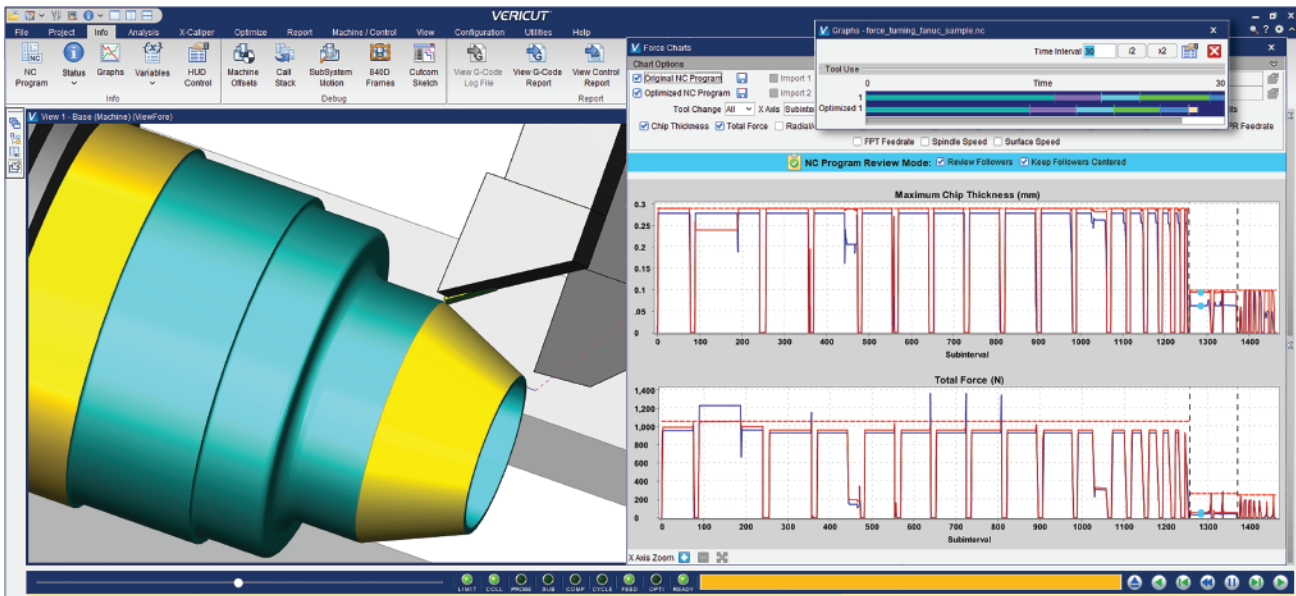 VERICUT
File Project Info Analysis X-Caliper Optimize Report Machine / Control View Configuration Utilities Help
NC Program
Status
Graphs
Variables
HUD Control
Machine Offsets
Call Stack
SubSystem Motion
840D Frames
Cutcom Sketch
View G-Code Log File
View G-Code Report
View Control Report
Info
Debug
Report
View 1 - Base (Machine) (ViewFore)
Force Charts
Chart Options
Original NC Program
Import 1
Optimized NC Program
Import 2
Tool Change All X Axis
Chip Thickness Total Force
PR Feedrate
FPT Feedrate Spindle Speed Surface Speed
Graphs - force_turning_fanuc_sample.nc
Time Interval 30 /2 x2
Tool Use
0 Time 30
1
Optimized 1
NC Program Review Mode: Review Followers Keep Followers Centered
Maximum Chip Thickness (mm)
0.3
0.25
0.2
0.15
0.1
.05
0
0 100 200 300 400 500 600 700 800 900 1000 1100 1200 1300 1400
Subinterval
Total Force (N)
1,400
1,200
1,000
800
600
400
200
0
0 100 200 300 400 500 600 700 800 900 1000 1100 1200 1300 1400
Subinterval
X Axis Zoom
LIMIT COLL PROBE SUB COMP CYCLE FEED OPTI READY